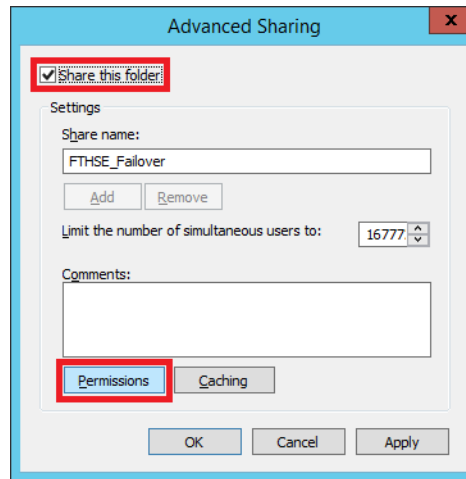 Advanced Sharing
x
Share this folder
Settings
Share name:
FTHSE_Failover
Add Remove
Limit the number of simultaneous users to: 16777
Comments:
Permissions Caching
OK Cancel Apply